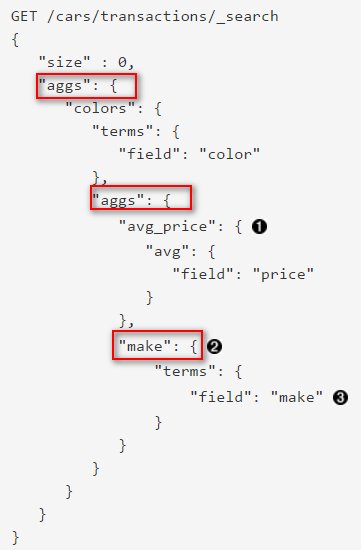 GET /cars/transactions/_search
{
   "size" : 0,
   "aggs": {
      "colors": {
         "terms": {
            "field": "color"
         },
         "aggs": {
            "avg_price": { ❶
               "avg": {
                  "field": "price"
               }
            },
            "make": { ❷
                "terms": {
                    "field": "make" ❸
                }
            }
         }
      }
   }
}